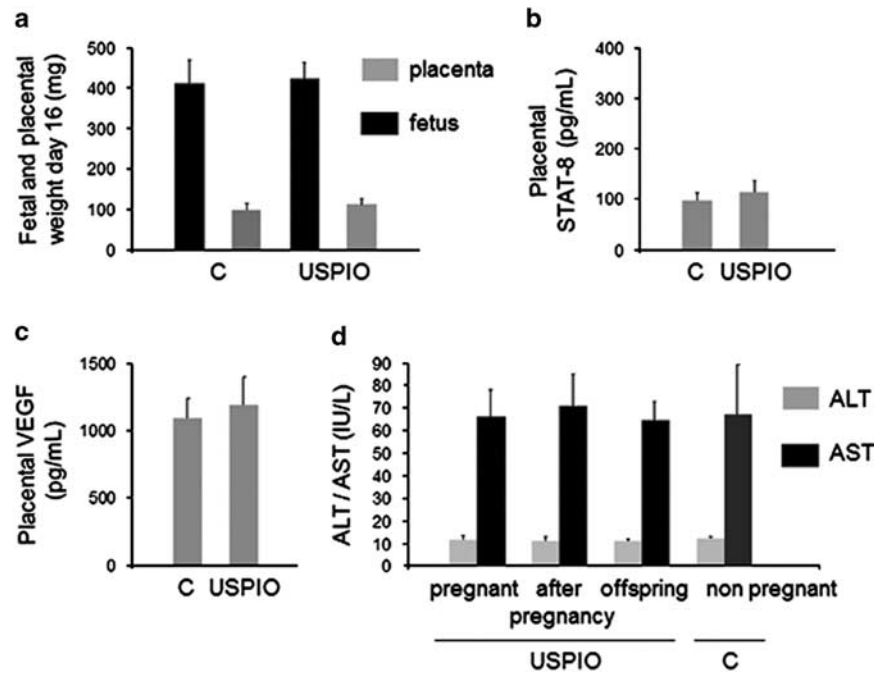 a
Fetal and placental
weight day 16 (mg)
500
400
300
200
100
0
C USPIO
placenta
fetus
b
Placental
STAT-8 (pg/mL)
400
300
200
100
0
C USPIO
c
Placental VEGF
(pg/mL)
1500
1000
500
0
C USPIO
d
ALT / AST (IU/L)
90
80
70
60
50
40
30
20
10
0
pregnant after offspring non pregnant
pregnancy
USPIO C
ALT
AST